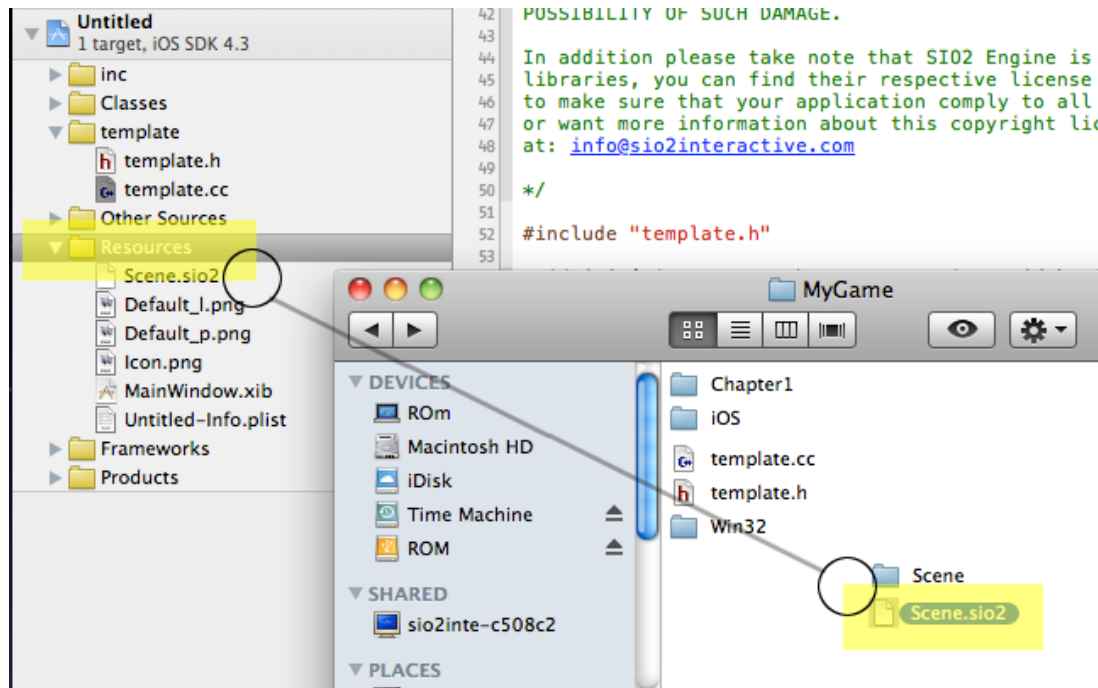 Untitled
1 target, iOS SDK 4.3
inc
Classes
template
template.h
template.cc
Other Sources
Resources
Scene.sio2
Default_l.png
Default_p.png
Icon.png
MainWindow.xib
Untitled-Info.plist
Frameworks
Products
42 POSSIBILITY OF SUCH DAMAGE.
43
44 In addition please take note that SIO2 Engine is
45 libraries, you can find their respective license
46 to make sure that your application comply to all
47 or want more information about this copyright lic
48 at: info@sio2interactive.com
49
50 */
51
52 #include "template.h"
53
MyGame
DEVICES
ROm
Macintosh HD
iDisk
Time Machine
ROM
SHARED
sio2inte-c508c2
PLACES
Chapter1
iOS
template.cc
template.h
Win32
Scene
Scene.sio2